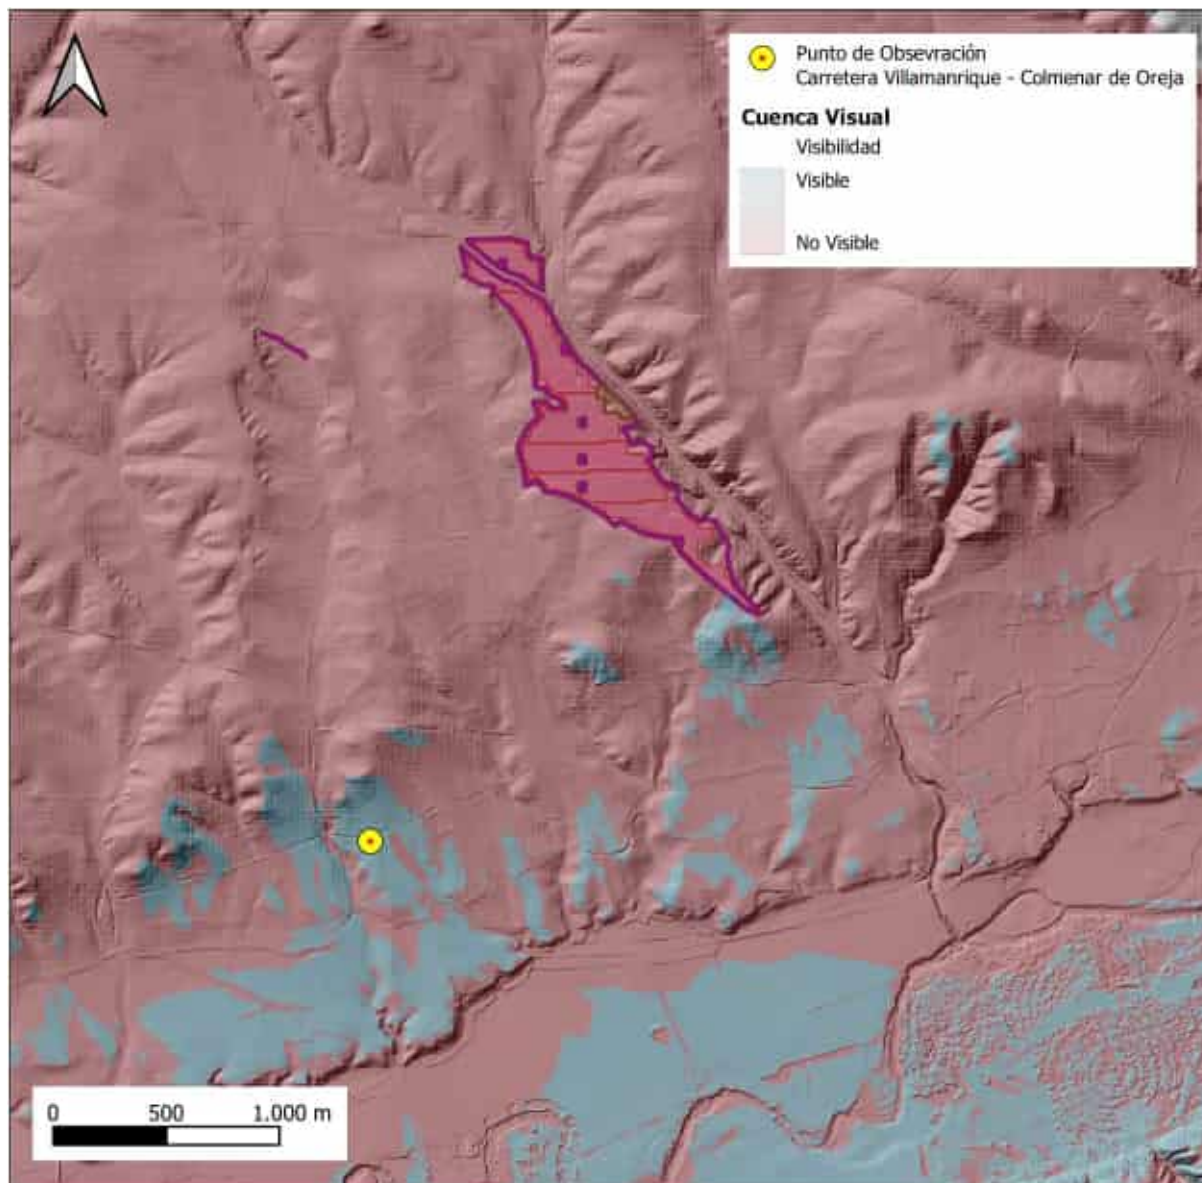 Punto de Obsevración
Carretera Villamanrique - Colmenar de Oreja
Cuenca Visual
Visibilidad
Visible
No Visible
0 500 1.000 m